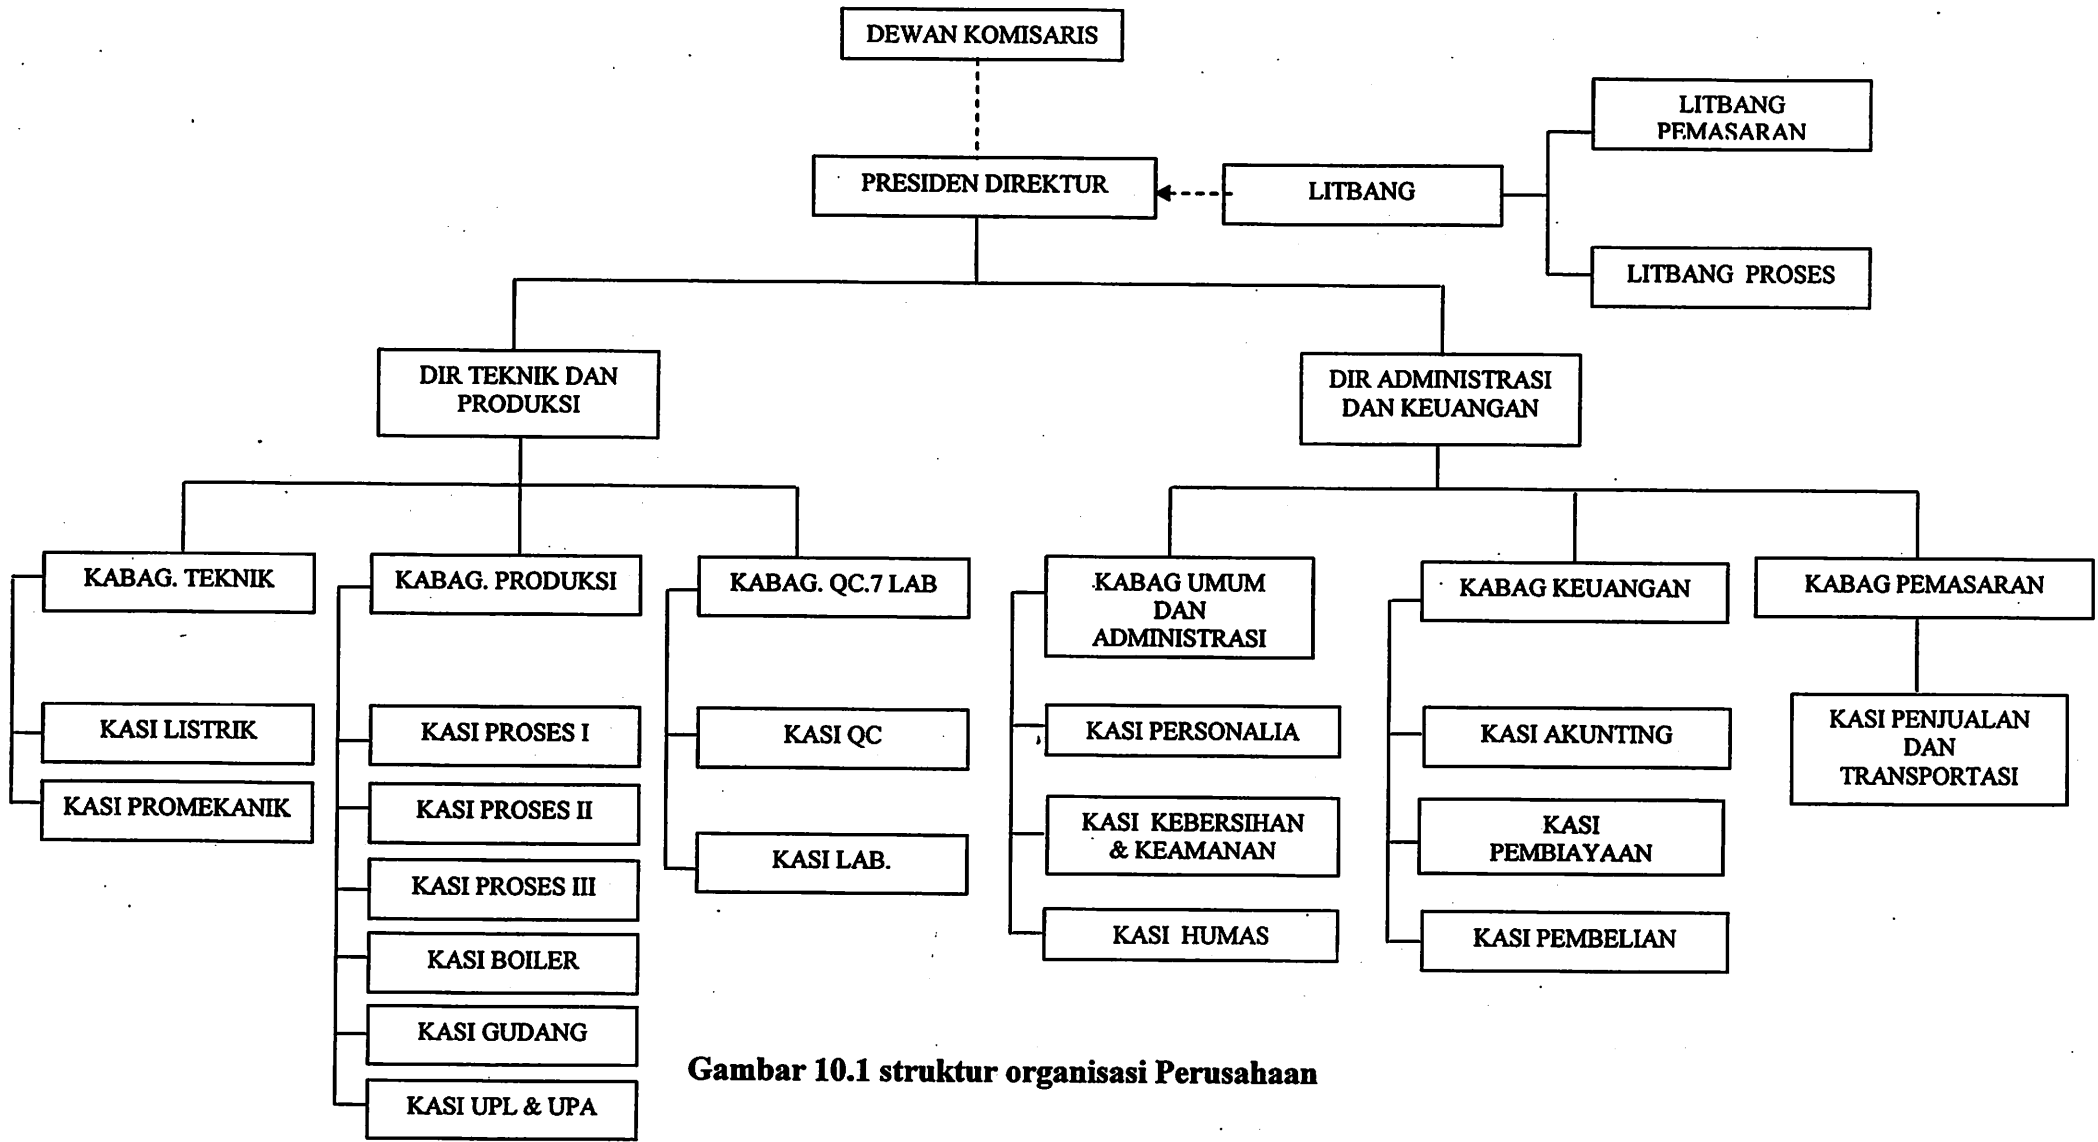 DEWAN KOMISARIS
LITBANG
PEMASARAN
PRESIDEN DIREKTUR
LITBANG
LITBANG PROSES
DIR TEKNIK DAN
PRODUKSI
DIR ADMINISTRASI
DAN KEUANGAN
KABAG. TEKNIK
KABAG. PRODUKSI
KABAG. QC.7 LAB
KABAG UMUM
DAN
ADMINISTRASI
KABAG KEUANGAN
KABAG PEMASARAN
KASI LISTRIK
KASI PROMEKANIK
KASI PROSES I
KASI PROSES II
KASI PROSES III
KASI BOILER
KASI GUDANG
KASI UPL & UPA
KASI QC
KASI LAB.
KASI PERSONALIA
KASI KEBERSIHAN
& KEAMANAN
KASI HUMAS
KASI AKUNTING
KASI
PEMBIAYAAN
KASI PEMBELIAN
KASI PENJUALAN
DAN
TRANSPORTASI
Gambar 10.1 struktur organisasi Perusahaan